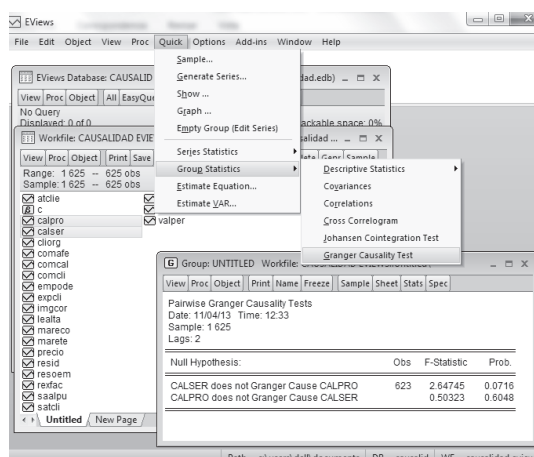 EViews
File Edit Object View Proc Quick Options Add-ins Window Help
Sample...
Generate Series...
Show ...
Graph ...
Empty Group (Edit Series)
Series Statistics
Group Statistics
Estimate Equation...
Estimate VAR...
Descriptive Statistics
Covariances
Correlations
Cross Correlogram
Johansen Cointegration Test
Granger Causality Test
EViews Database: CAUSALID
dad.edb)
View Proc Object All EasyQue
No Query
Displayed: 0 of 0
ackable space: 0%
Workfile: CAUSALIDAD EVIE
salidad ...
View Proc Object Print Save
lete Genr Sample
Range: 1 625 -- 625 obs
Sample: 1 625 -- 625 obs
atclie
c
calpro
valper
calser
cliorg
comafe
comcal
comcli
empode
expcli
imgcor
lealta
mareco
marete
precio
resid
resoem
rexfac
saalpu
satcli
Untitled New Page
Group: UNTITLED Workfile:
View Proc Object Print Name Freeze Sample Sheet Stats Spec
Pairwise Granger Causality Tests
Date: 11/04/13 Time: 12:33
Sample: 1 625
Lags: 2
Null Hypothesis: Obs F-Statistic Prob.
CALSER does not Granger Cause CALPRO 623 2.64745 0.0716
CALPRO does not Granger Cause CALSER 0.50323 0.6048